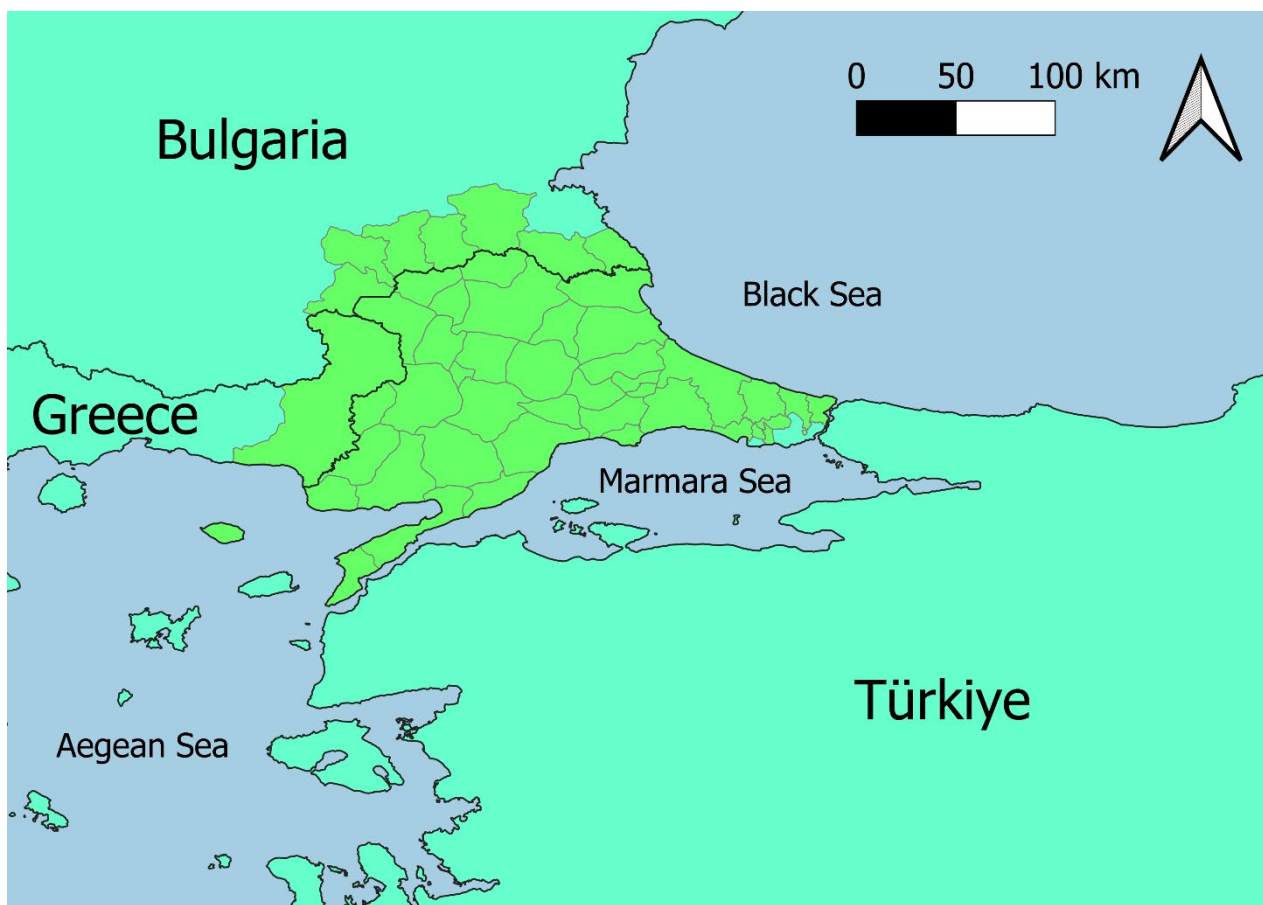 0 50 100 km
Bulgaria
Black Sea
Greece
Marmara Sea
Türkiye
Aegean Sea